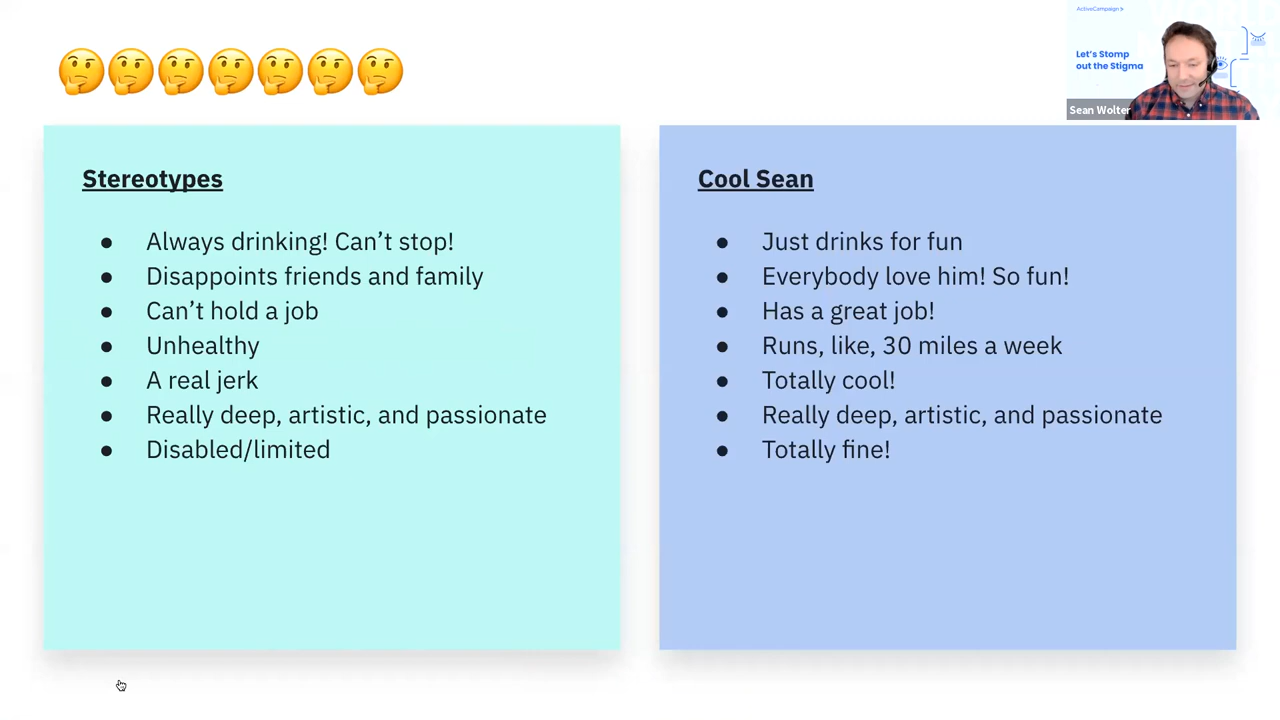 ActiveCampaign >
Let's Stomp
out the Stigma
Sean Wolter
Stereotypes
● Always drinking! Can't stop!
● Disappoints friends and family
● Can't hold a job
● Unhealthy
● A real jerk
● Really deep, artistic, and passionate
● Disabled/limited
Cool Sean
● Just drinks for fun
● Everybody love him! So fun!
● Has a great job!
● Runs, like, 30 miles a week
● Totally cool!
● Really deep, artistic, and passionate
● Totally fine!